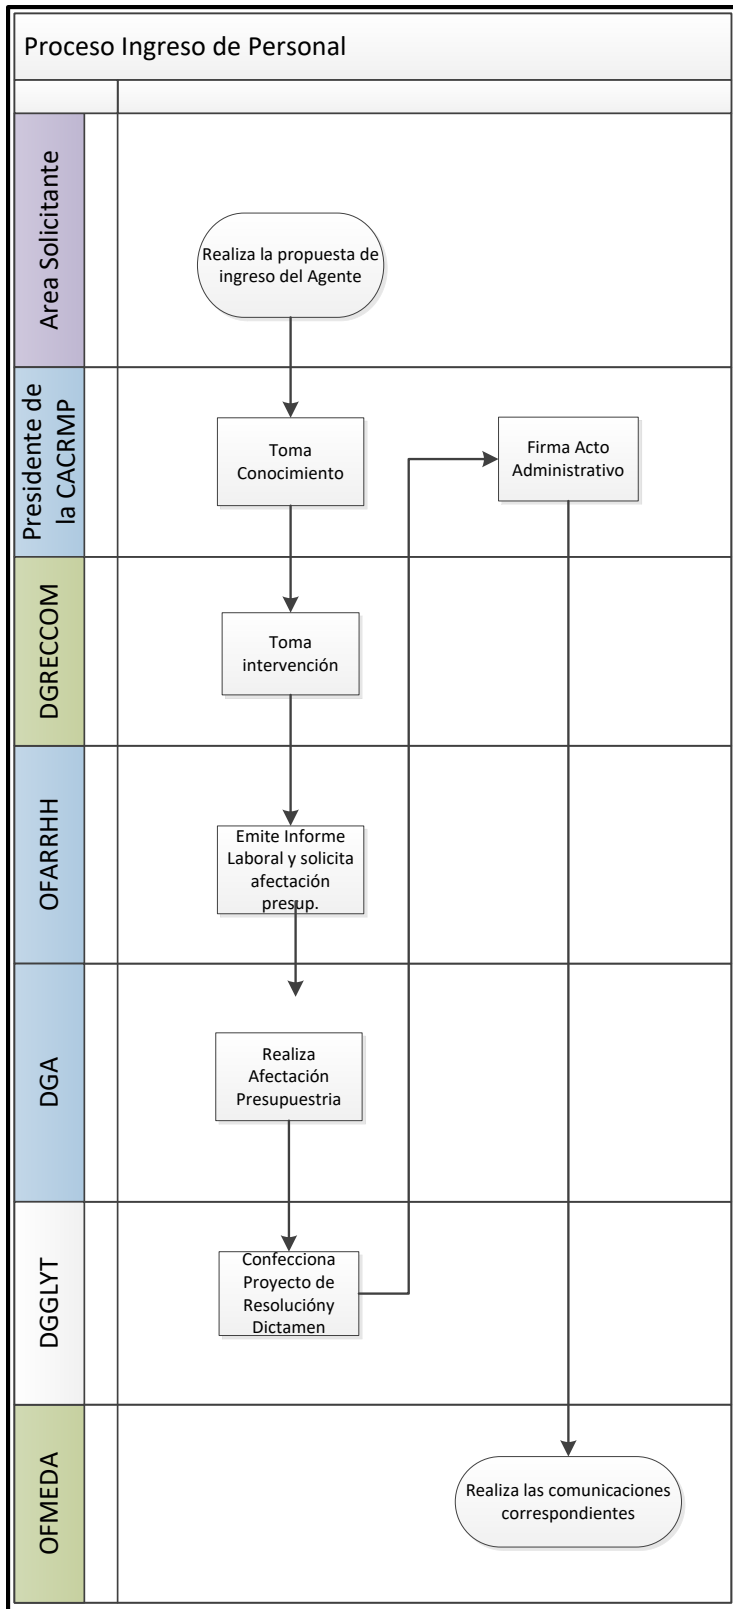 Proceso Ingreso de Personal
Area Solicitante
Realiza la propuesta de
ingreso del Agente
Presidente de
la CACRMP
Toma
Conocimiento
Firma Acto
Administrativo
DGRECCOM
Toma
intervención
OFARRHH
Emite Informe
Laboral y solicita
afectación
presup.
DGA
Realiza
Afectación
Presupuestria
DGGLYT
Confecciona
Proyecto de
Resolucióny
Dictamen
OFMEDA
Realiza las comunicaciones
correspondientes